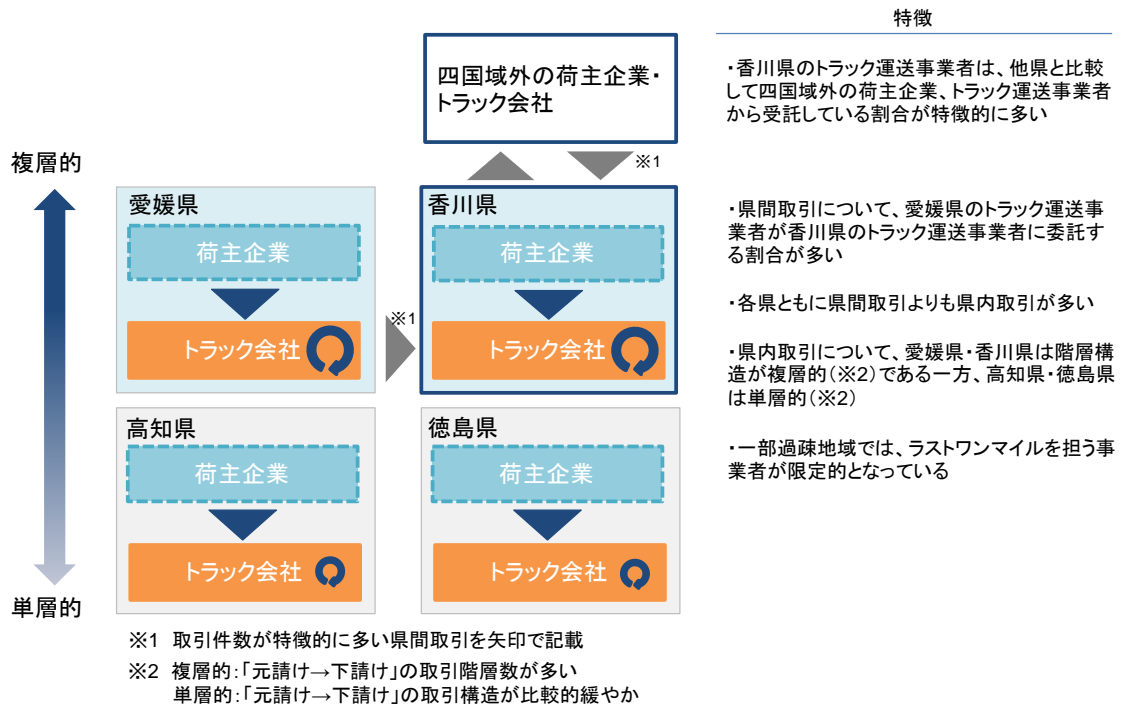 特徴
四国域外の荷主企業・
トラック会社
・香川県のトラック運送事業者は、他県と比較
して四国域外の荷主企業、トラック運送事業者
から受託している割合が特徴的に多い
※1
複層的
愛媛県
荷主企業
トラック会社
※1
香川県
荷主企業
トラック会社
・県間取引について、愛媛県のトラック運送事
業者が香川県のトラック運送事業者に委託す
る割合が多い
・各県ともに県間取引よりも県内取引が多い
・県内取引について、愛媛県・香川県は階層構
造が複層的(※2)である一方、高知県・徳島県
は単層的(※2)
・一部過疎地域では、ラストワンマイルを担う事
業者が限定的となっている
高知県
荷主企業
トラック会社
徳島県
荷主企業
トラック会社
単層的
※1 取引件数が特徴的に多い県間取引を矢印で記載
※2 複層的:「元請け→下請け」の取引階層数が多い
単層的:「元請け→下請け」の取引構造が比較的緩やか